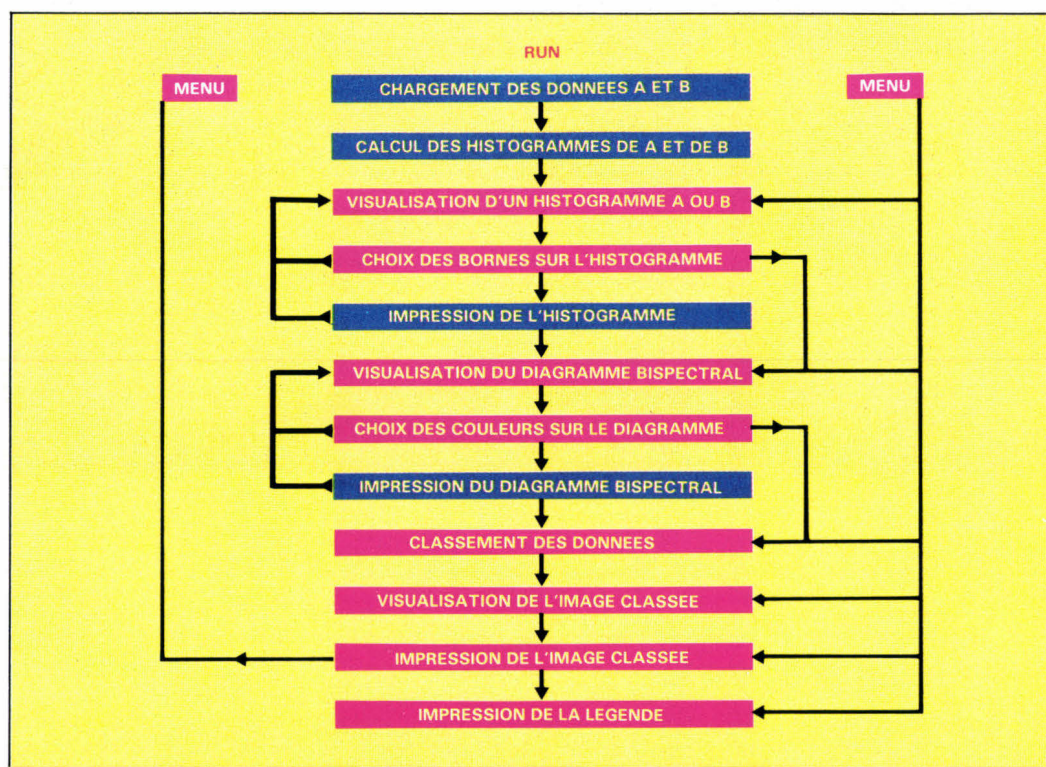 RUN
MENU
CHARGEMENT DES DONNEES A ET B
MENU
CALCUL DES HISTOGRAMMES DE A ET DE B
VISUALISATION D'UN HISTOGRAMME A OU B
CHOIX DES BORNES SUR L'HISTOGRAMME
IMPRESSION DE L'HISTOGRAMME
VISUALISATION DU DIAGRAMME BISPECTRAL
CHOIX DES COULEURS SUR LE DIAGRAMME
IMPRESSION DU DIAGRAMME BISPECTRAL
CLASSEMENT DES DONNEES
VISUALISATION DE L'IMAGE CLASSEE
IMPRESSION DE L'IMAGE CLASSEE
IMPRESSION DE LA LEGENDE